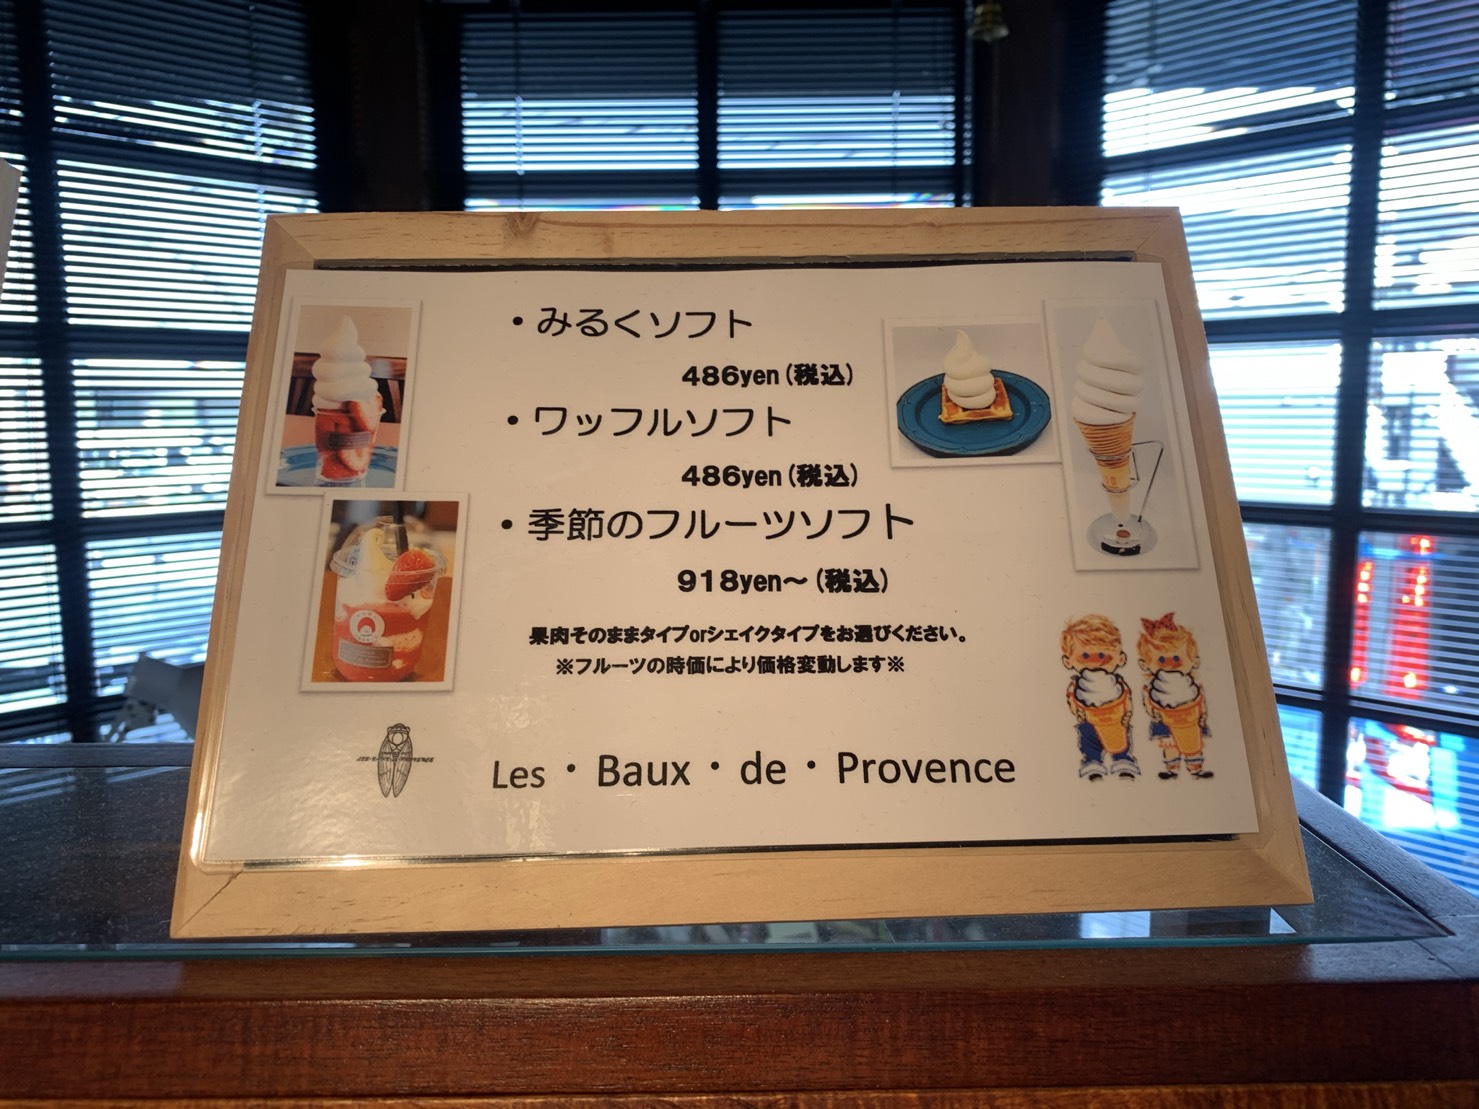 ・みるくソフト
486yen(税込)
・ワッフルソフト
486yen(税込)
・季節のフルーツソフト
918yen〜(税込)
果肉そのままタイプorシェイクタイプをお選びください。
※フルーツの時価により価格変動します※
Les・Baux・de・Provence